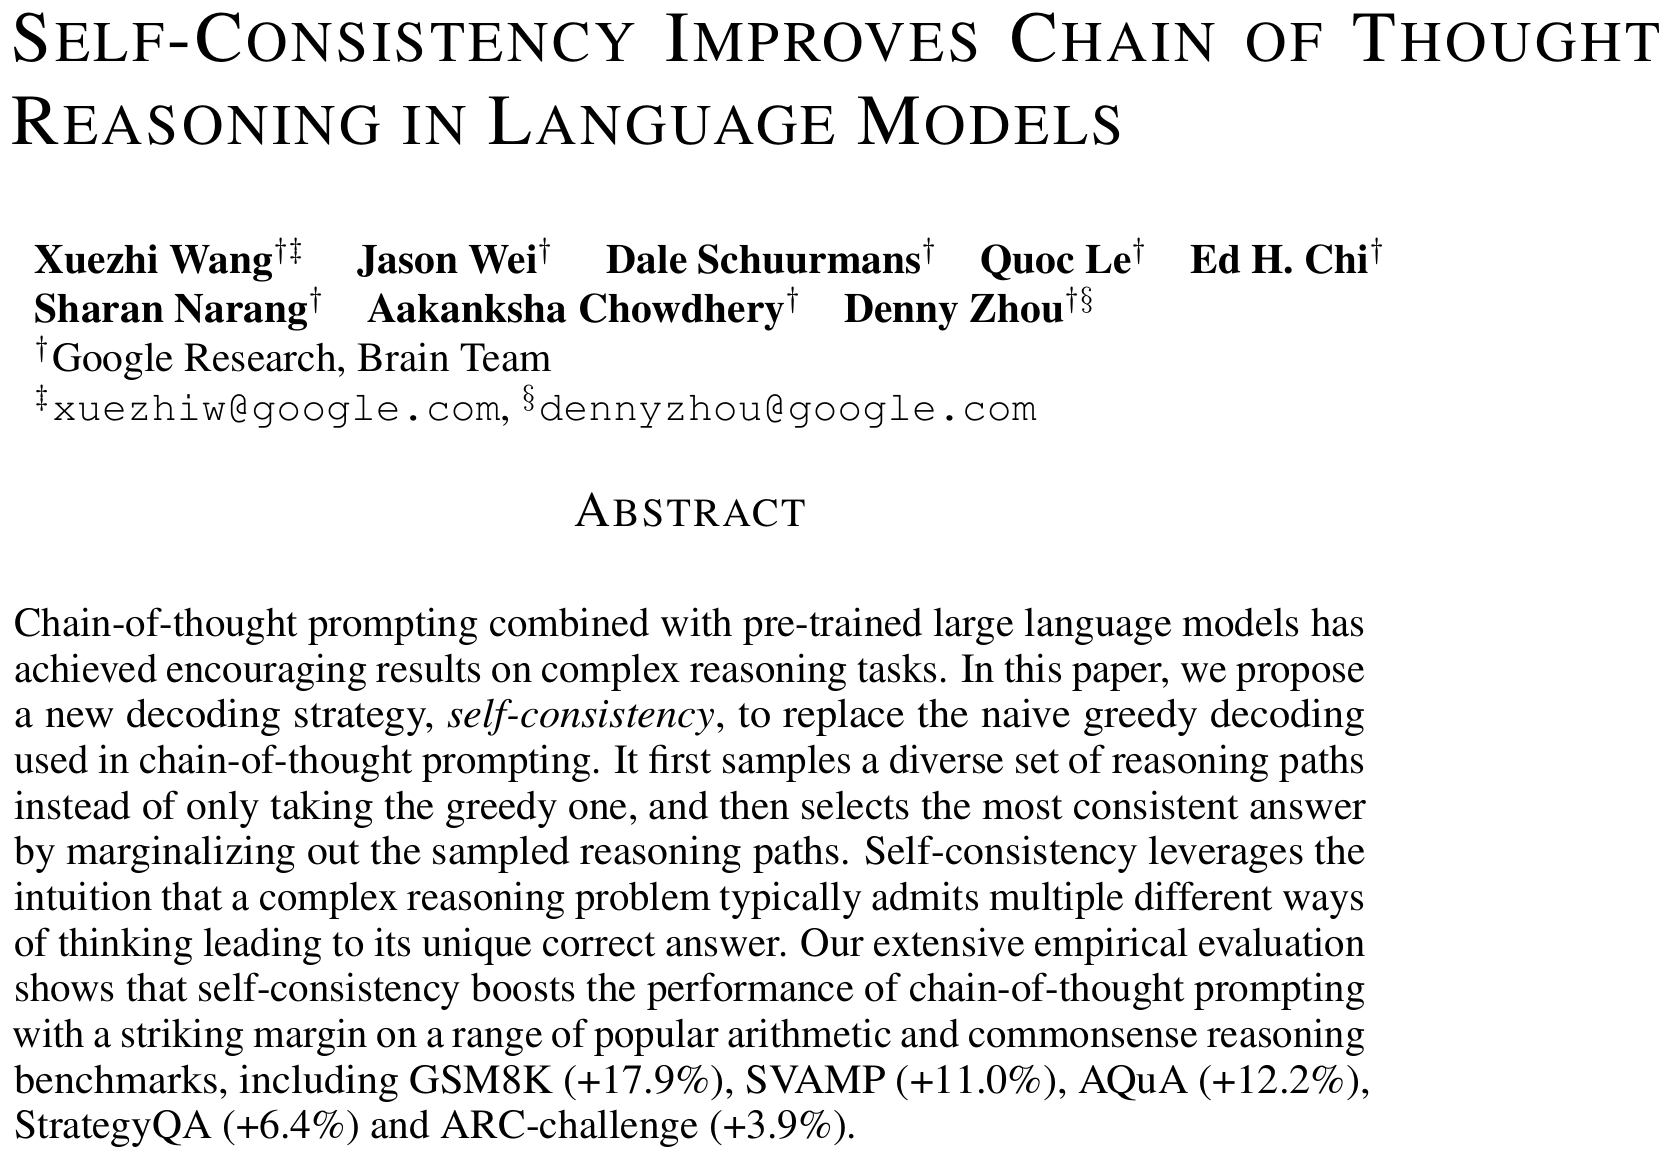 SELF-CONSISTENCY IMPROVES CHAIN OF THOUGHT
REASONING IN LANGUAGE MODELS
Xuezhi Wang†‡ Jason Wei† Dale Schuurmans† Quoc Le† Ed H. Chi†
Sharan Narang† Aakanksha Chowdhery† Denny Zhou†§
†Google Research, Brain Team
‡xuezhiw@google.com, §dennyzhou@google.com
ABSTRACT
Chain-of-thought prompting combined with pre-trained large language models has
achieved encouraging results on complex reasoning tasks. In this paper, we propose
a new decoding strategy, self-consistency, to replace the naive greedy decoding
used in chain-of-thought prompting. It first samples a diverse set of reasoning paths
instead of only taking the greedy one, and then selects the most consistent answer
by marginalizing out the sampled reasoning paths. Self-consistency leverages the
intuition that a complex reasoning problem typically admits multiple different ways
of thinking leading to its unique correct answer. Our extensive empirical evaluation
shows that self-consistency boosts the performance of chain-of-thought prompting
with a striking margin on a range of popular arithmetic and commonsense reasoning
benchmarks, including GSM8K (+17.9%), SVAMP (+11.0%), AQuA (+12.2%),
StrategyQA (+6.4%) and ARC-challenge (+3.9%).